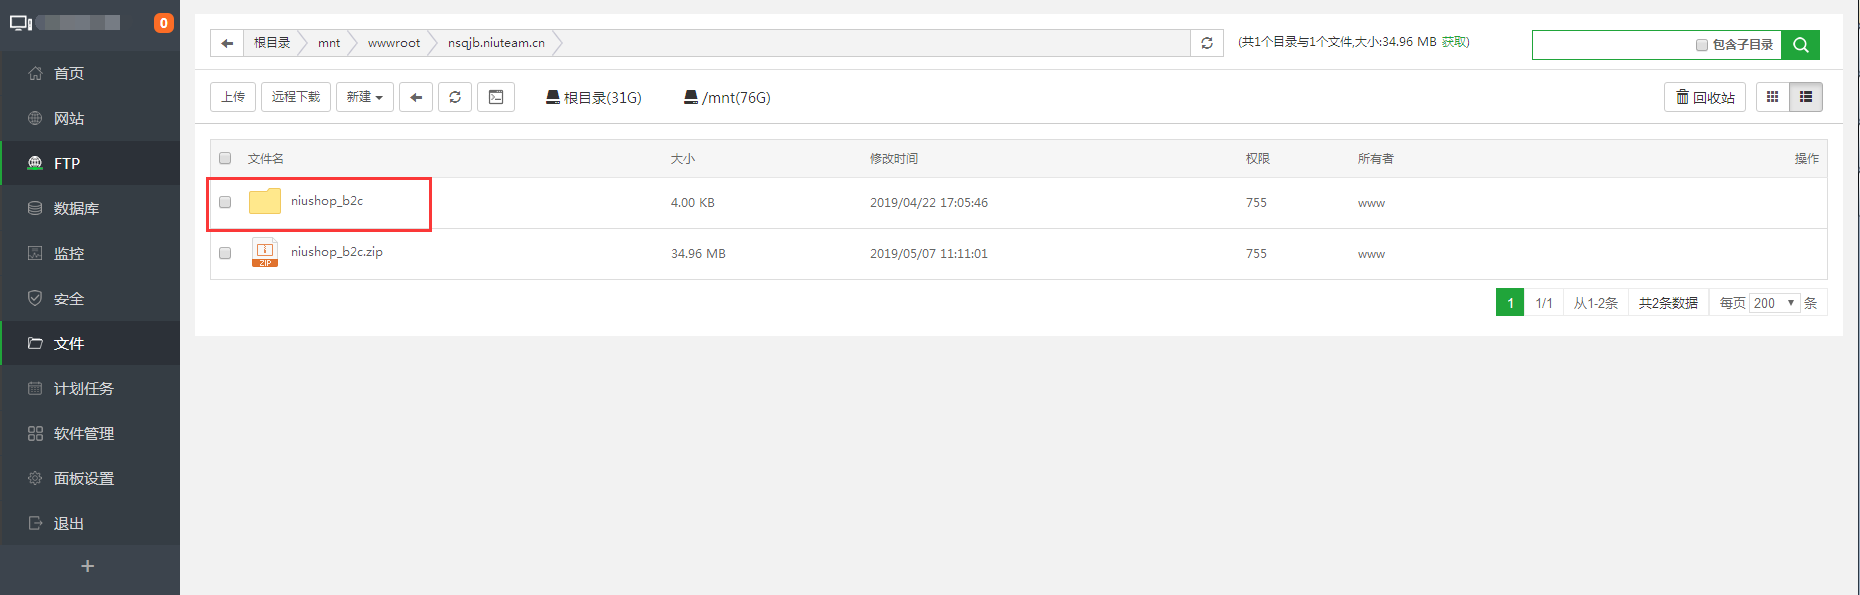 0
首页
网站
FTP
数据库
监控
安全
文件
计划任务
软件管理
面板设置
退出
+
根目录 mnt wwwroot nsqjb.niuteam.cn
(共1个目录与1个文件,大小:34.96 MB 获取)
包含子目录
上传 远程下载 新建 根目录(31G) /mnt(76G) 回收站
文件名 大小 修改时间 权限 所有者 操作
niushop_b2c 4.00 KB 2019/04/22 17:05:46 755 www
niushop_b2c.zip 34.96 MB 2019/05/07 11:11:01 755 www
ZIP
1 1/1 从1-2条 共2条数据 每页 200 条